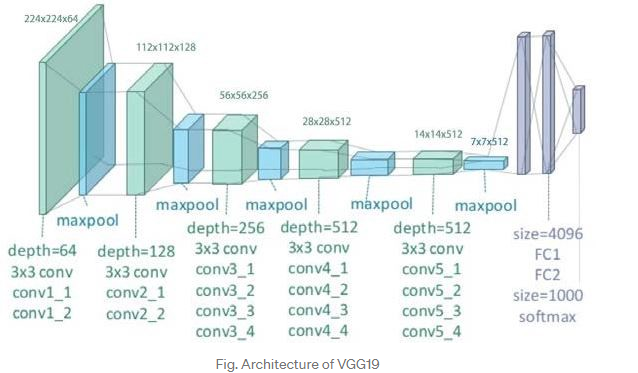 224x224x64
112x112x128
56x56x256
28x28x512
14x14x512
7x7x512
maxpool
maxpool
maxpool
maxpool
maxpool
depth=64
3x3 conv
conv1_1
conv1_2
depth=128
3x3 conv
conv2_1
conv2_2
depth=256
3x3 conv
conv3_1
conv3_2
conv3_3
conv3_4
depth=512
3x3 conv
conv4_1
conv4_2
conv4_3
conv4_4
depth=512
3x3 conv
conv5_1
conv5_2
conv5_3
conv5_4
size=4096
FC1
FC2
size=1000
softmax
Fig. Architecture of VGG19